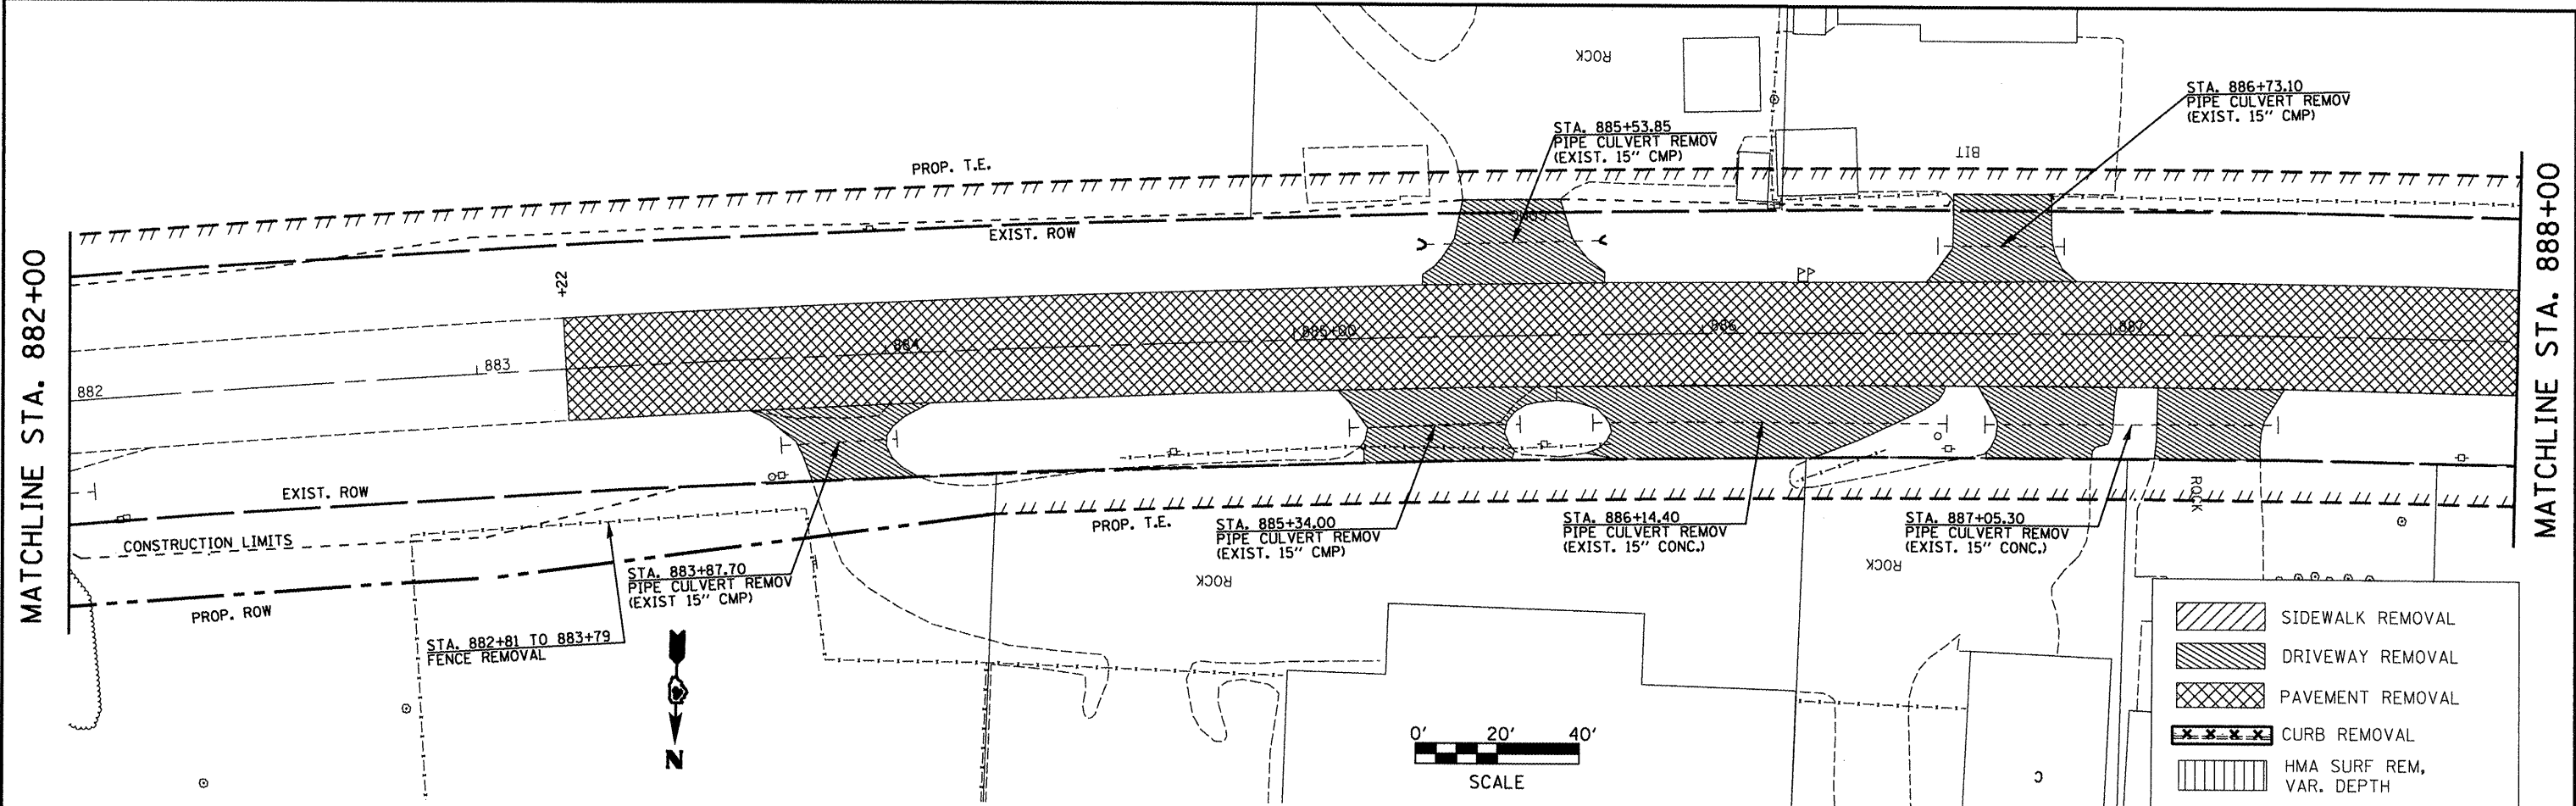 MATCHLINE STA. 882+00
MATCHLINE STA. 888+00
ROCK
STA. 886+73.10
PIPE CULVERT REMOV
(EXIST. 15" CMP)
STA. 885+53.85
PIPE CULVERT REMOV
(EXIST. 15" CMP)
BIT
PROP. T.E.
EXIST. ROW
+22
882
883
884
885+00
886
887
EXIST. ROW
CONSTRUCTION LIMITS
PROP. ROW
STA. 882+81 TO 883+79
FENCE REMOVAL
STA. 883+87.70
PIPE CULVERT REMOV
(EXIST 15" CMP)
PROP. T.E.
STA. 885+34.00
PIPE CULVERT REMOV
(EXIST. 15" CMP)
STA. 886+14.40
PIPE CULVERT REMOV
(EXIST. 15" CONC.)
STA. 887+05.30
PIPE CULVERT REMOV
(EXIST. 15" CONC.)
ROCK
ROCK
ROCK
PP
N
0' 20' 40'
SCALE
C
SIDEWALK REMOVAL
DRIVEWAY REMOVAL
PAVEMENT REMOVAL
CURB REMOVAL
HMA SURF REM,
VAR. DEPTH